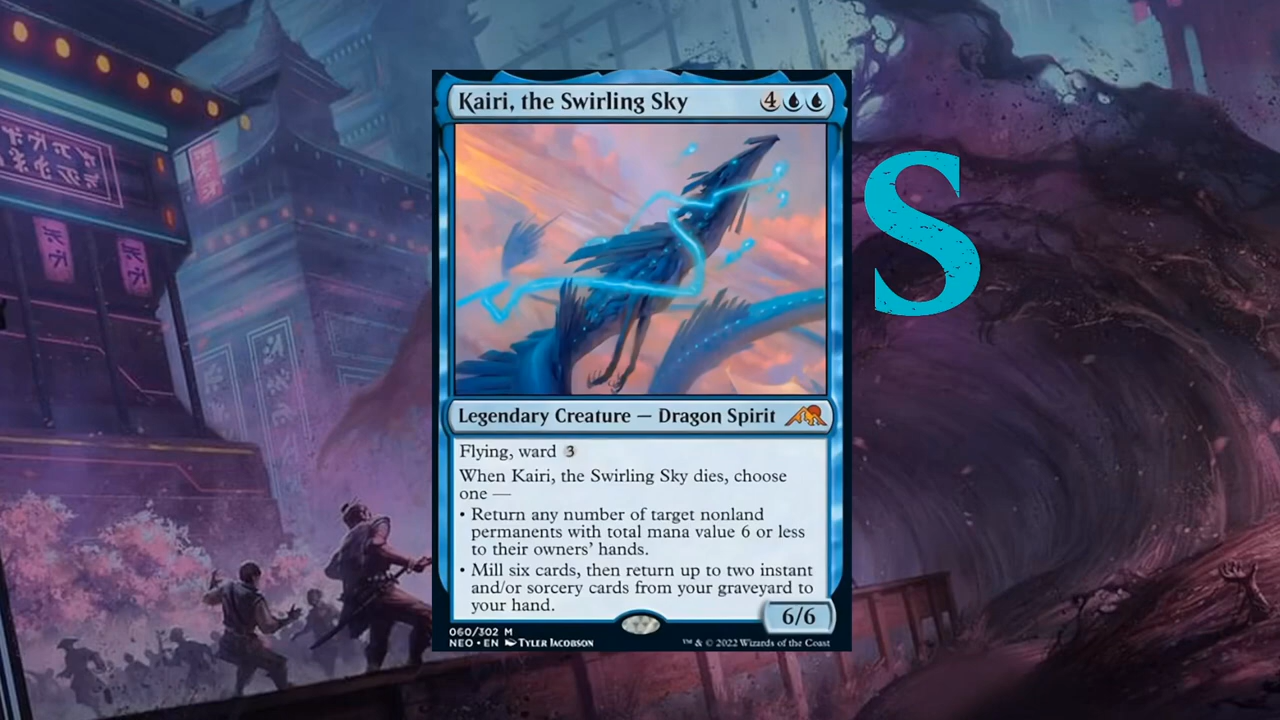 Kairi, the Swirling Sky 4
S
Legendary Creature — Dragon Spirit
Flying, ward 3
When Kairi, the Swirling Sky dies, choose
one —
• Return any number of target nonland
permanents with total mana value 6 or less
to their owners' hands.
• Mill six cards, then return up to two instant
and/or sorcery cards from your graveyard to
your hand.
6/6
060/302 M
NEO • EN Tyler Jacobson
™ & © 2022 Wizards of the Coast